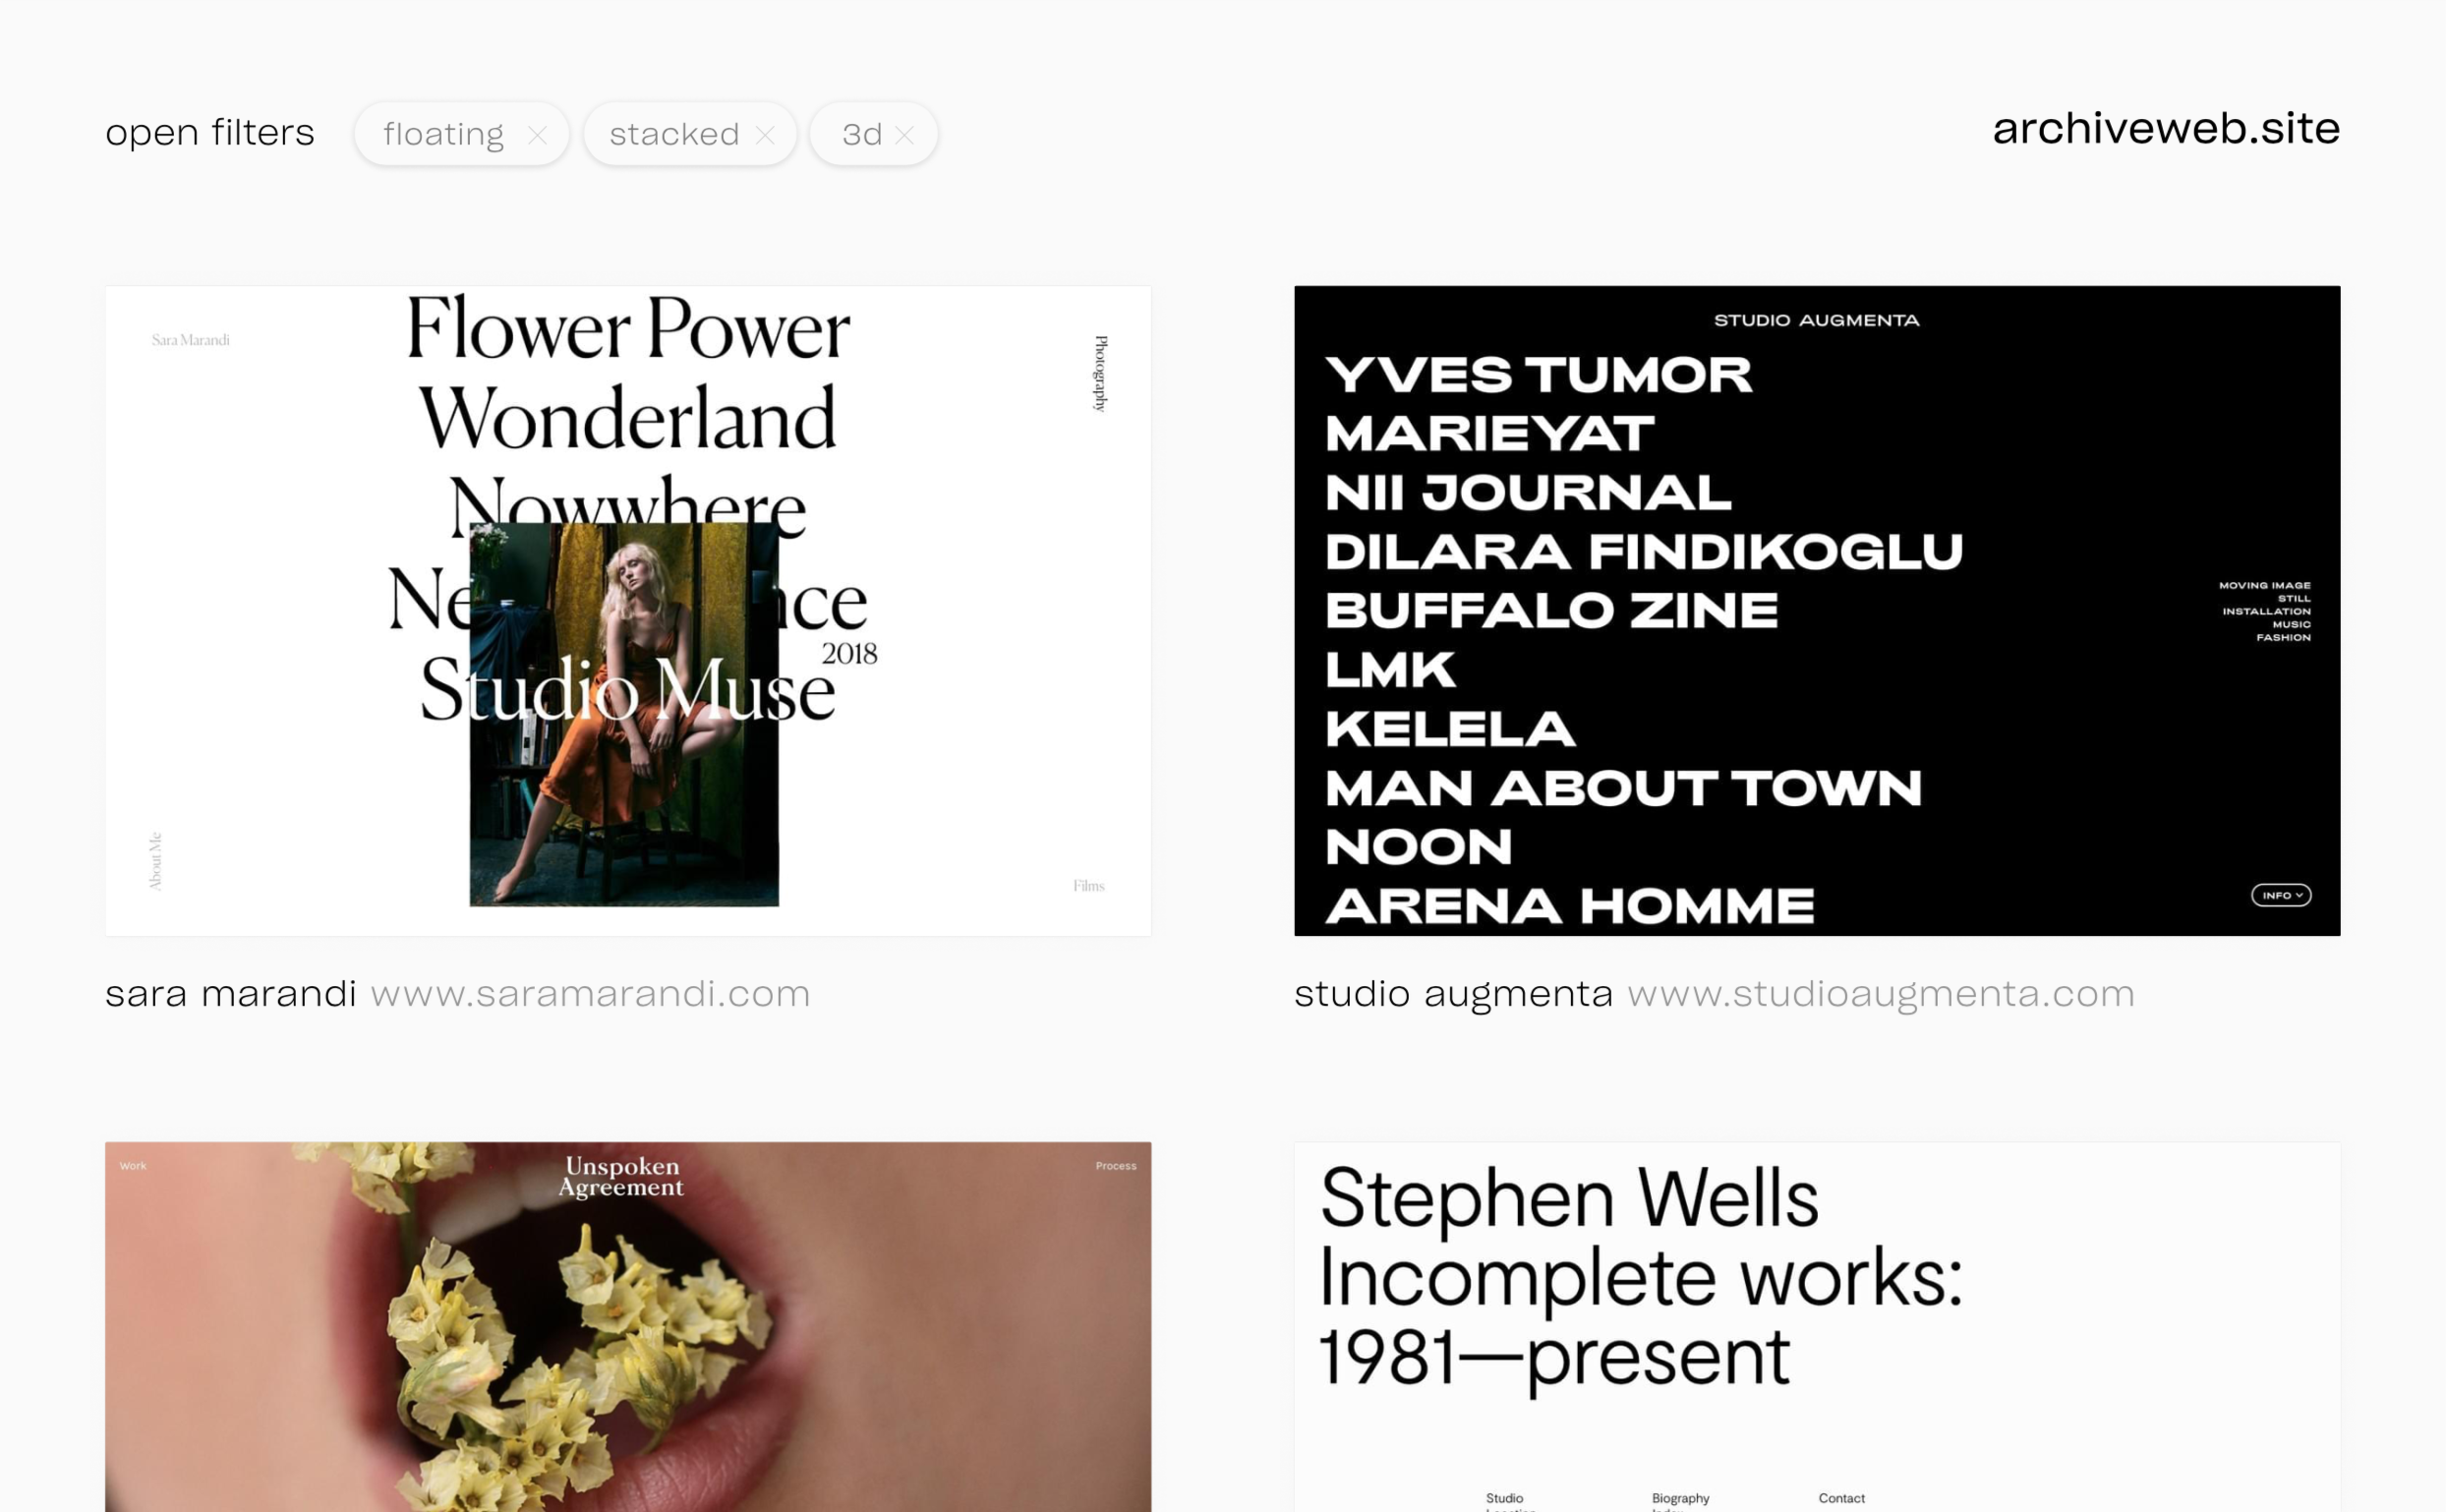 open filters floating stacked 3d archiveweb.site
Sara Marandi
Photography
Flower Power
Wonderland
Nowwhere
2018
Studio Muse
About Me
Films
STUDIO AUGMENTA
YVES TUMOR
MARIEYAT
NII JOURNAL
DILARA FINDIKOGLU
BUFFALO ZINE
LMK
KELELA
MAN ABOUT TOWN
NOON
ARENA HOMME
MOVING IMAGE
STILL
INSTALLATION
MUSIC
FASHION
INFO
sara marandi www.saramarandi.com
studio augmenta www.studioaugmenta.com
Work
Unspoken
Agreement
Process
Stephen Wells
Incomplete works:
1981—present
Studio Biography Contact